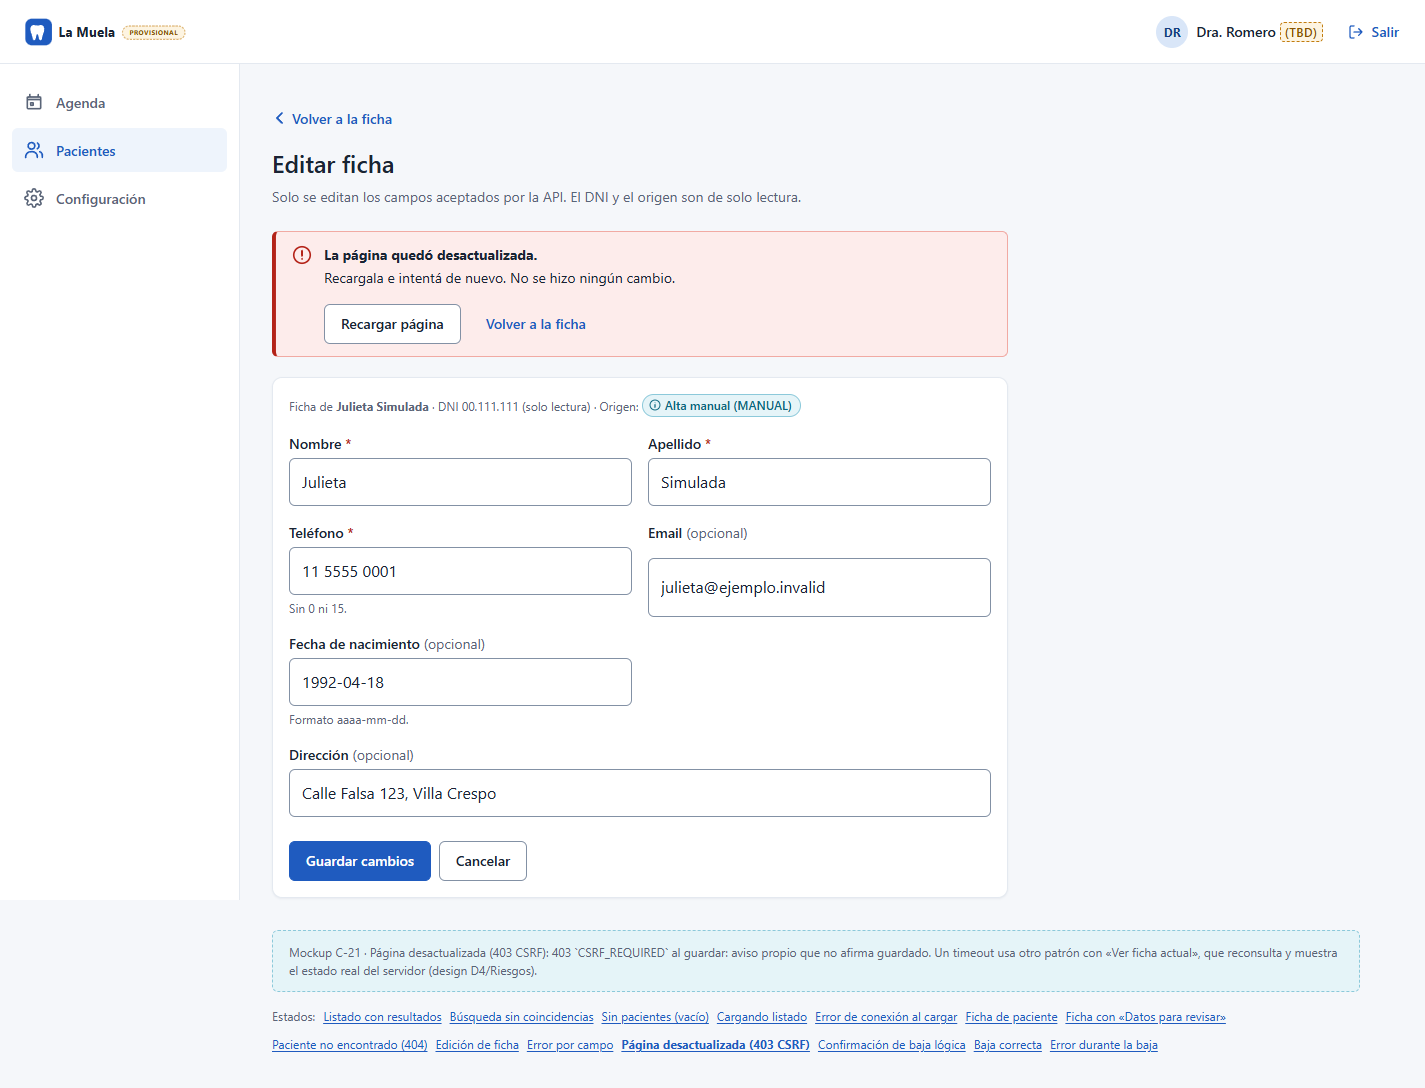 La Muela PROVISIONAL
DR Dra. Romero (TBD) Salir
Agenda
Pacientes
Configuración
Volver a la ficha
Editar ficha
Solo se editan los campos aceptados por la API. El DNI y el origen son de solo lectura.
La página quedó desactualizada.
Recargala e intentá de nuevo. No se hizo ningún cambio.
Recargar página Volver a la ficha
Ficha de Julieta Simulada · DNI 00.111.111 (solo lectura) · Origen: Alta manual (MANUAL)
Nombre * Apellido *
Julieta Simulada
Teléfono * Email (opcional)
11 5555 0001 julieta@ejemplo.invalid
Sin 0 ni 15.
Fecha de nacimiento (opcional)
1992-04-18
Formato aaaa-mm-dd.
Dirección (opcional)
Calle Falsa 123, Villa Crespo
Guardar cambios Cancelar
Mockup C-21 · Página desactualizada (403 CSRF): 403 `CSRF_REQUIRED` al guardar: aviso propio que no afirma guardado. Un timeout usa otro patrón con «Ver ficha actual», que reconsulta y muestra
el estado real del servidor (design D4/Riesgos).
Estados: Listado con resultados Búsqueda sin coincidencias Sin pacientes (vacío) Cargando listado Error de conexión al cargar Ficha de paciente Ficha con «Datos para revisar»
Paciente no encontrado (404) Edición de ficha Error por campo Página desactualizada (403 CSRF) Confirmación de baja lógica Baja correcta Error durante la baja